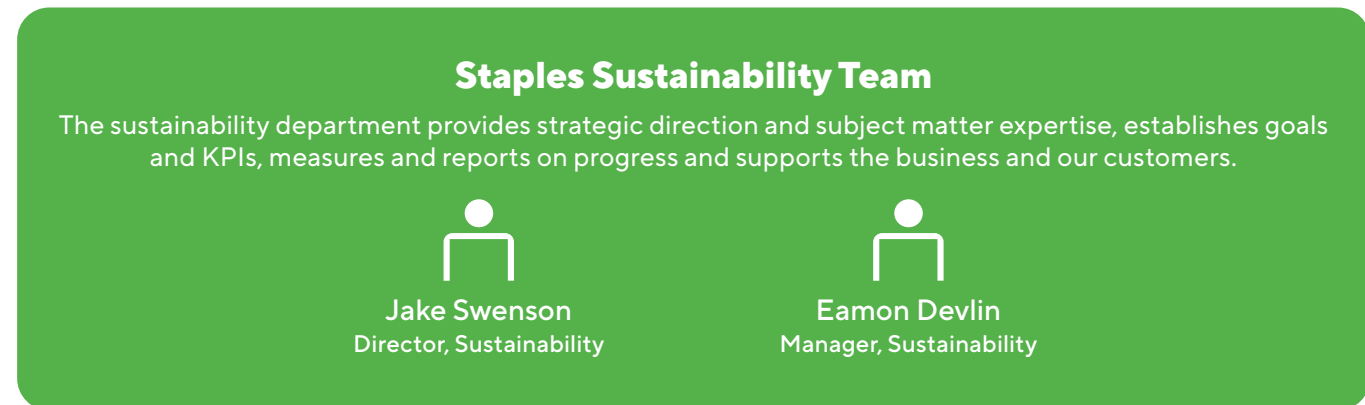 Staples Sustainability Team
The sustainability department provides strategic direction and subject matter expertise, establishes goals
and KPIs, measures and reports on progress and supports the business and our customers.
Jake Swenson
Director, Sustainability
Eamon Devlin
Manager, Sustainability